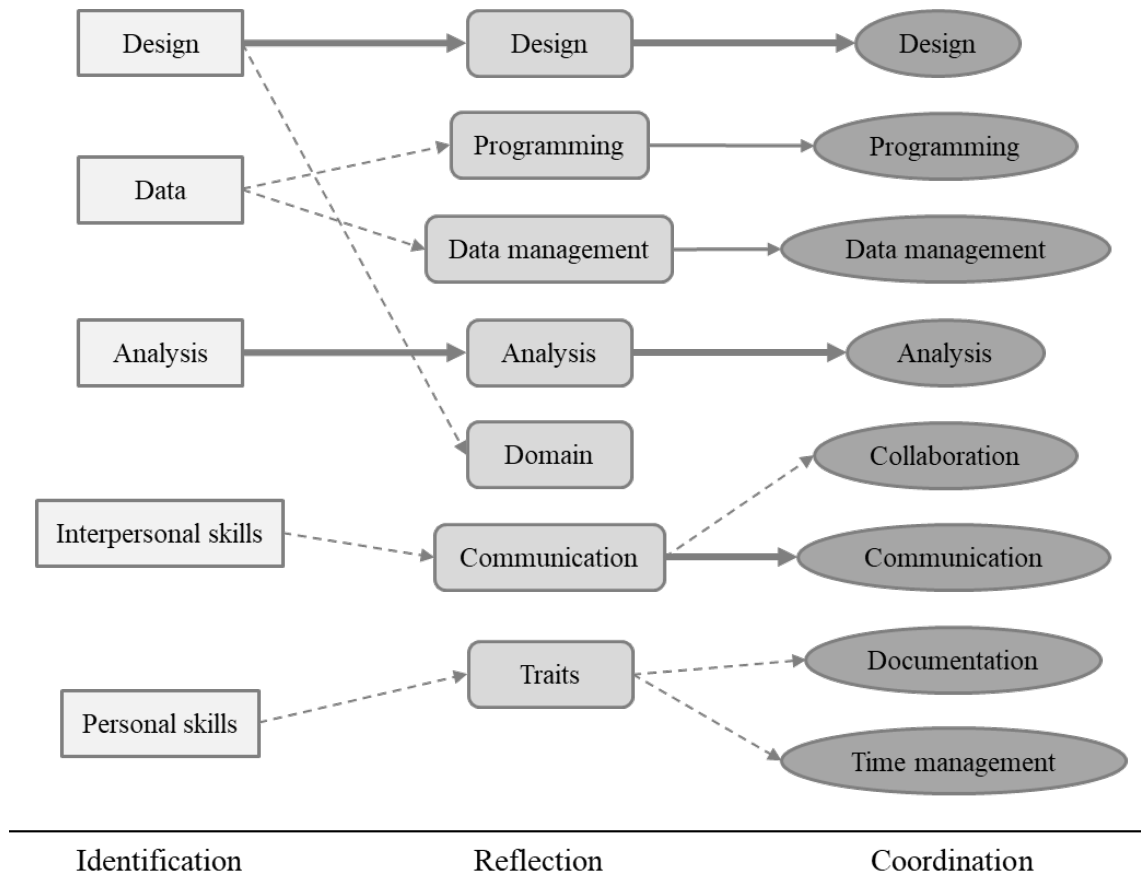 Design
Design
Design
Programming
Programming
Data
Data management
Data management
Analysis
Analysis
Analysis
Domain
Collaboration
Interpersonal skills
Communication
Communication
Traits
Documentation
Personal skills
Time management
Identification
Reflection
Coordination